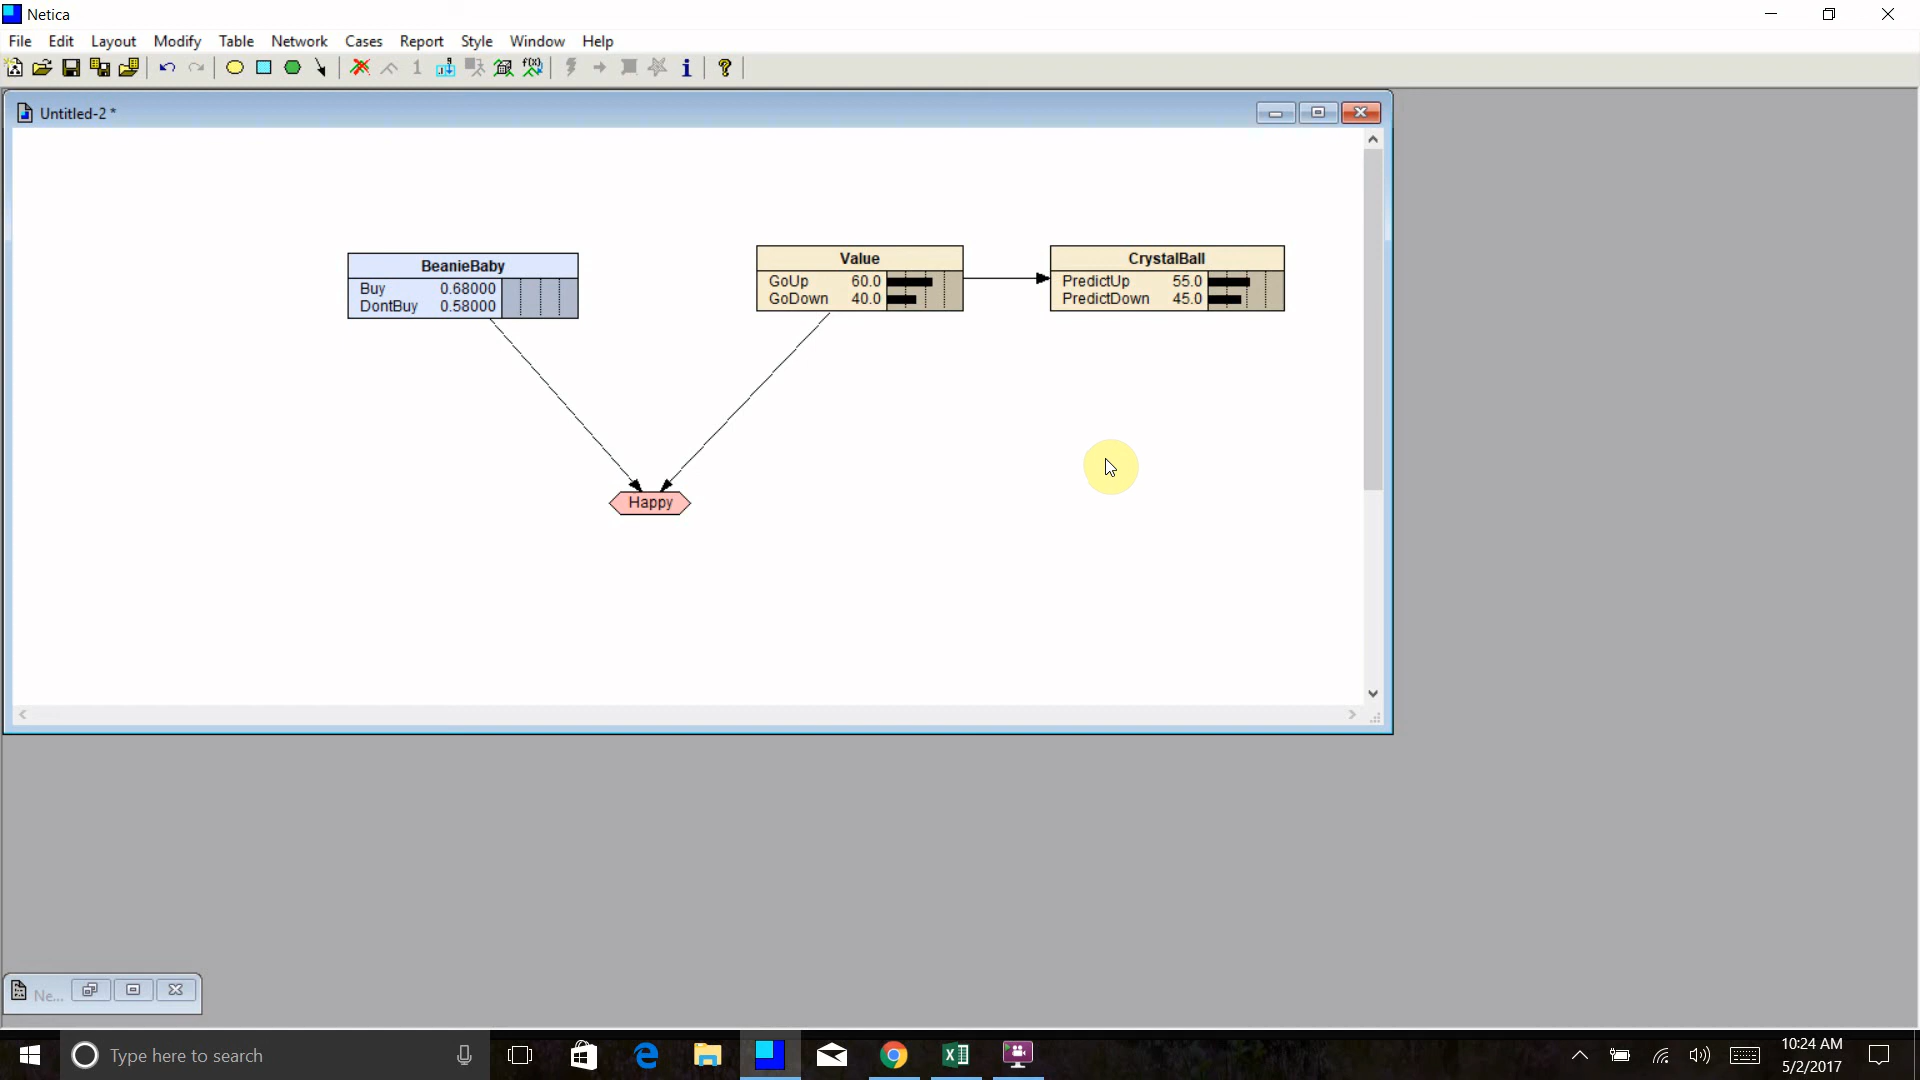 Netica
File Edit Layout Modify Table Network Cases Report Style Window Help
Untitled-2 *
BeanieBaby
Buy 0.68000
DontBuy 0.58000
Value
GoUp 60.0
GoDown 40.0
CrystalBall
PredictUp 55.0
PredictDown 45.0
Happy
Ne...
Type here to search
10:24 AM
5/2/2017